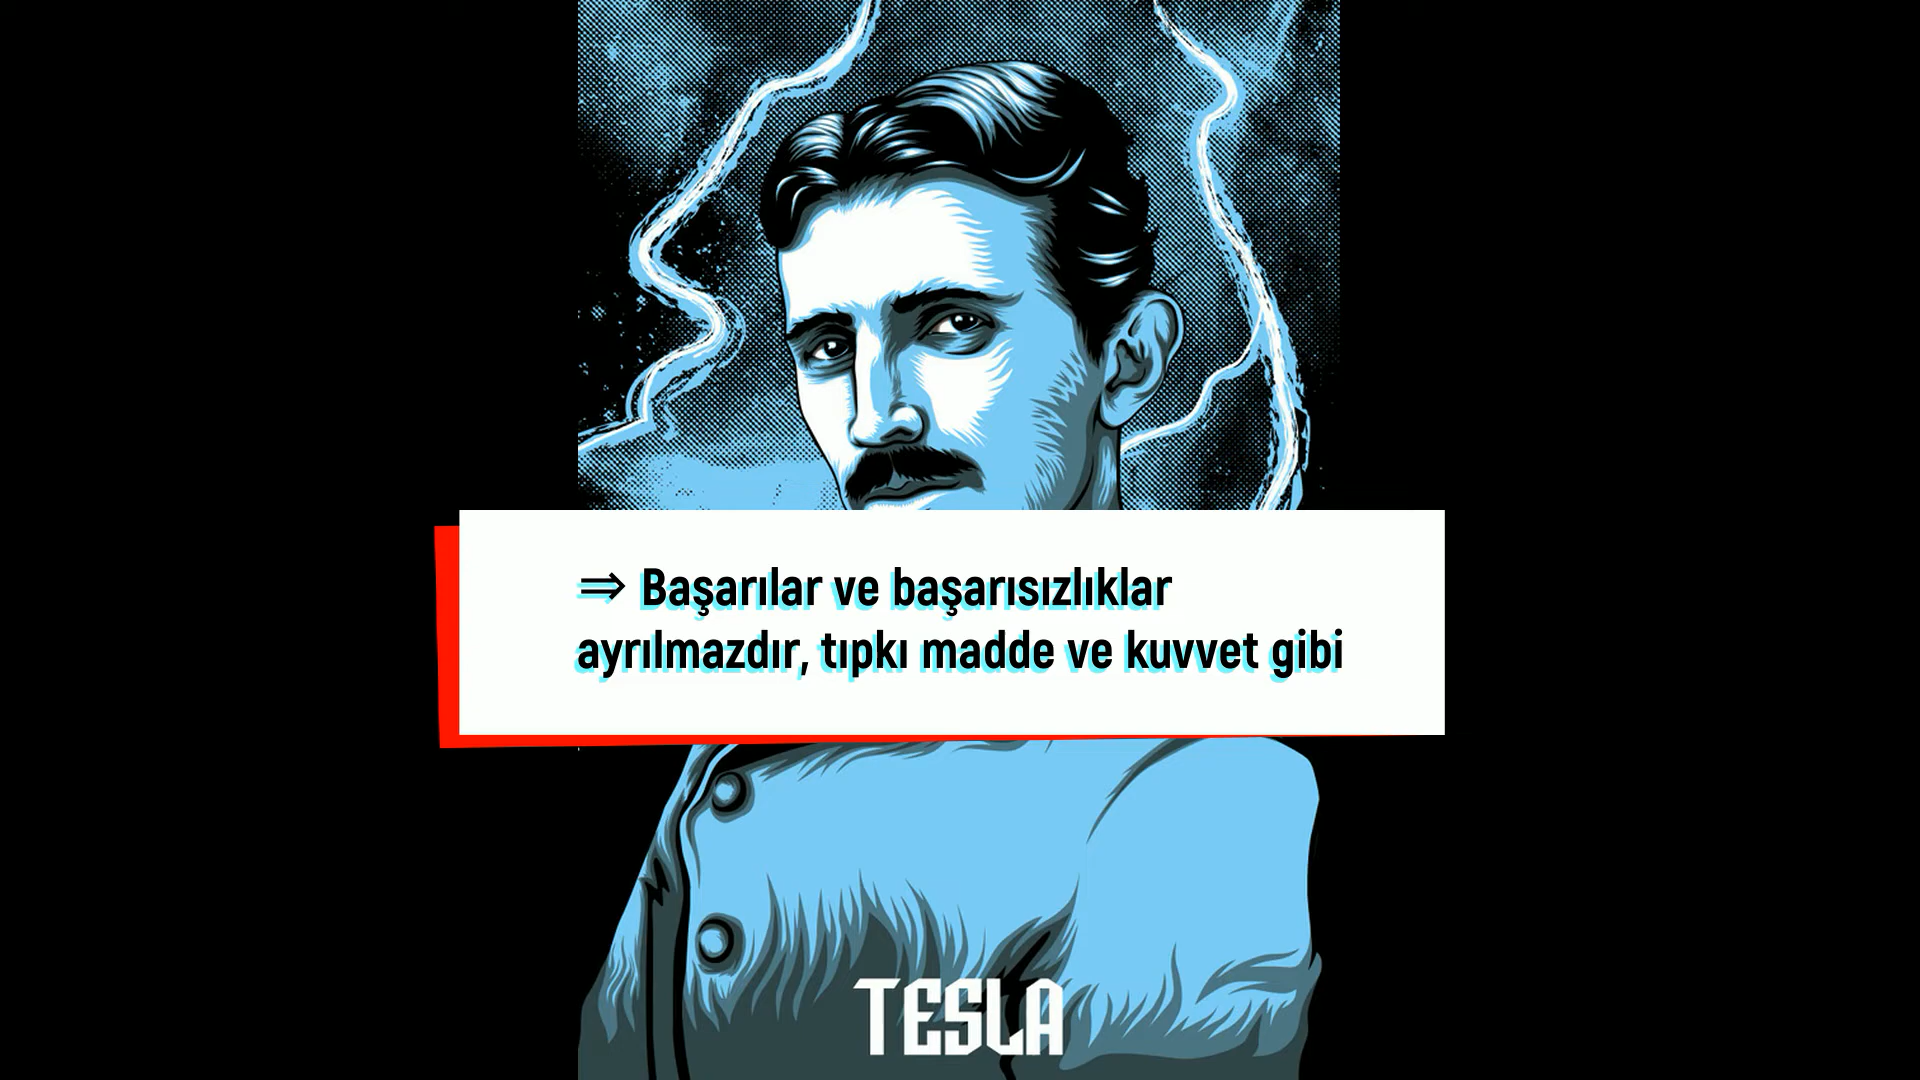 ⇒ Başarılar ve başarısızlıklar
ayrılmazdır, tıpkı madde ve kuvvet gibi
TESLA